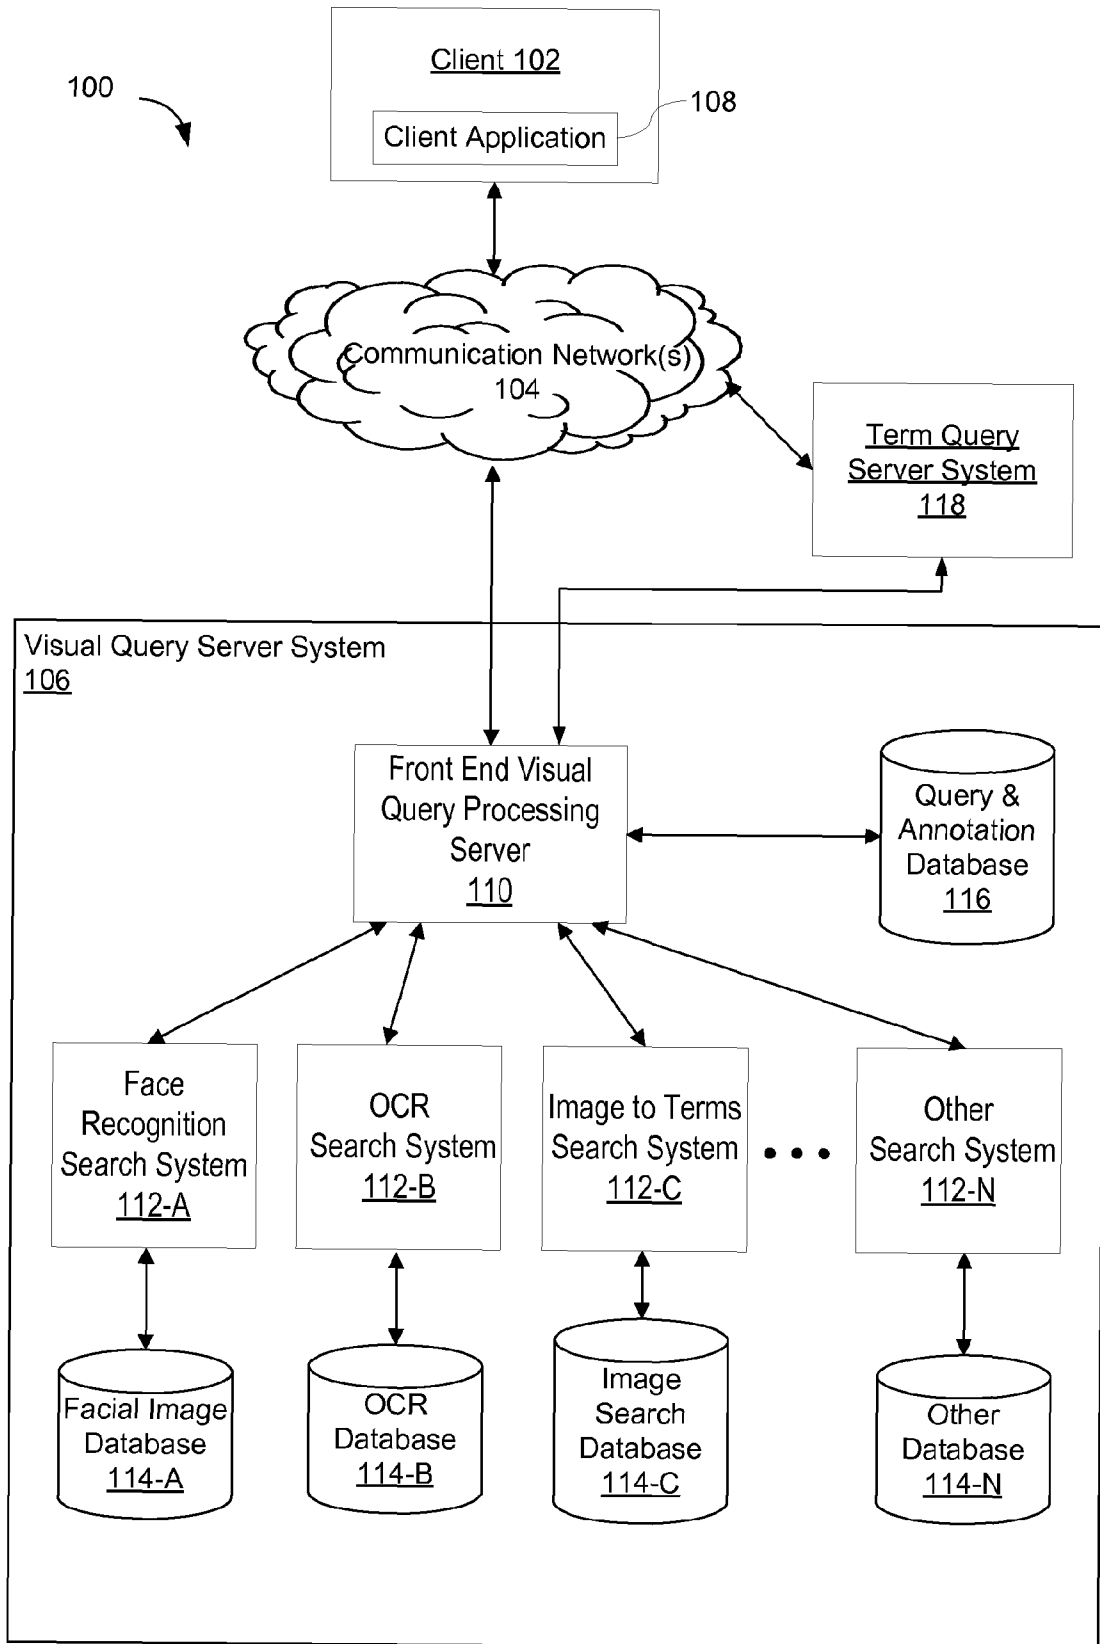 Client 102
100
108
Client Application
Communication Network(s)
104
Term Query
Server System
118
Visual Query Server System
106
Front End Visual
Query Processing
Server
110
Query &
Annotation
Database
116
Face
Recognition
Search System
112-A
OCR
Search System
112-B
Image to Terms
Search System
112-C
• • •
Other
Search System
112-N
Facial Image
Database
114-A
OCR
Database
114-B
Image
Search
Database
114-C
Other
Database
114-N